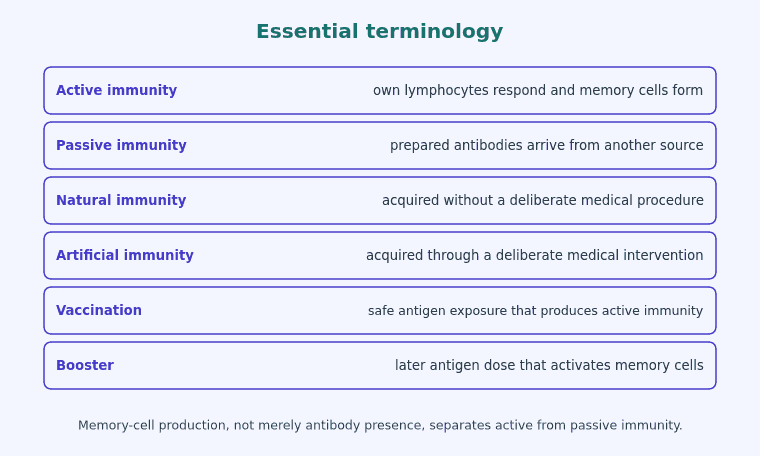 Essential terminology
Active immunity own lymphocytes respond and memory cells form
Passive immunity prepared antibodies arrive from another source
Natural immunity acquired without a deliberate medical procedure
Artificial immunity acquired through a deliberate medical intervention
Vaccination safe antigen exposure that produces active immunity
Booster later antigen dose that activates memory cells
Memory-cell production, not merely antibody presence, separates active from passive immunity.